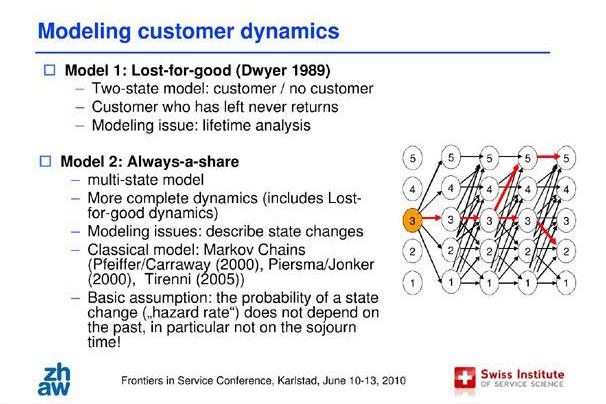 Modeling customer dynamics
Model 1: Lost-for-good (Dwyer 1989)
– Two-state model: customer / no customer
– Customer who has left never returns
– Modeling issue: lifetime analysis
Model 2: Always-a-share
– multi-state model
– More complete dynamics (includes Lost-
for-good dynamics)
– Modeling issues: describe state changes
– Classical model: Markov Chains
(Pfeiffer/Carraway (2000), Piersma/Jonker
(2000), Tirenni (2005))
– Basic assumption: the probability of a state
change („hazard rate“) does not depend on
the past, in particular not on the sojourn
time!
5 5 5 5 5
4 4 4 4 4
3 3 3 3 3
2 2 2 2 2
1 1 1 1 1
zh
aw
Frontiers in Service Conference, Karlstad, June 10-13, 2010
Swiss Institute
OF SERVICE SCIENCE